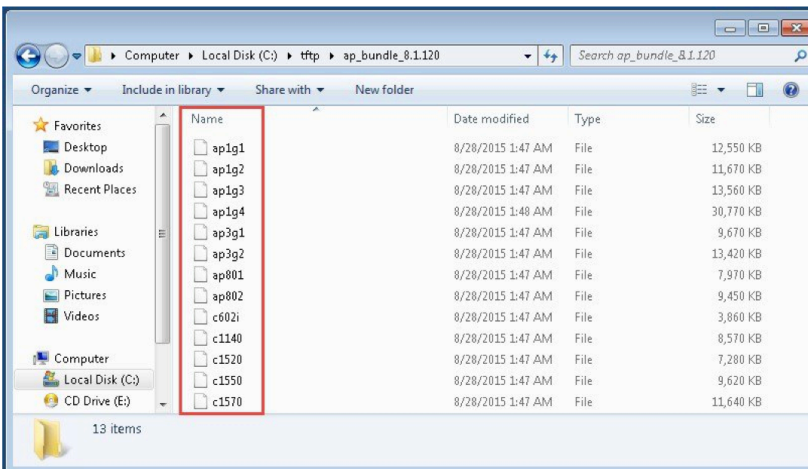 Computer Local Disk (C:) tftp ap_bundle_8.1.120 Search ap_bundle_8.1.120
Organize Include in library Share with New folder
Favorites
Desktop
Downloads
Recent Places
Libraries
Documents
Music
Pictures
Videos
Computer
Local Disk (C:)
CD Drive (E:)
Name Date modified Type Size
ap1g1 8/28/2015 1:47 AM File 12,550 KB
ap1g2 8/28/2015 1:47 AM File 11,670 KB
ap1g3 8/28/2015 1:47 AM File 13,560 KB
ap1g4 8/28/2015 1:48 AM File 30,770 KB
ap3g1 8/28/2015 1:47 AM File 9,670 KB
ap3g2 8/28/2015 1:47 AM File 13,420 KB
ap801 8/28/2015 1:47 AM File 7,970 KB
ap802 8/28/2015 1:47 AM File 9,450 KB
c602i 8/28/2015 1:47 AM File 3,860 KB
c1140 8/28/2015 1:47 AM File 8,570 KB
c1520 8/28/2015 1:47 AM File 7,280 KB
c1550 8/28/2015 1:47 AM File 9,620 KB
c1570 8/28/2015 1:47 AM File 11,640 KB
13 items